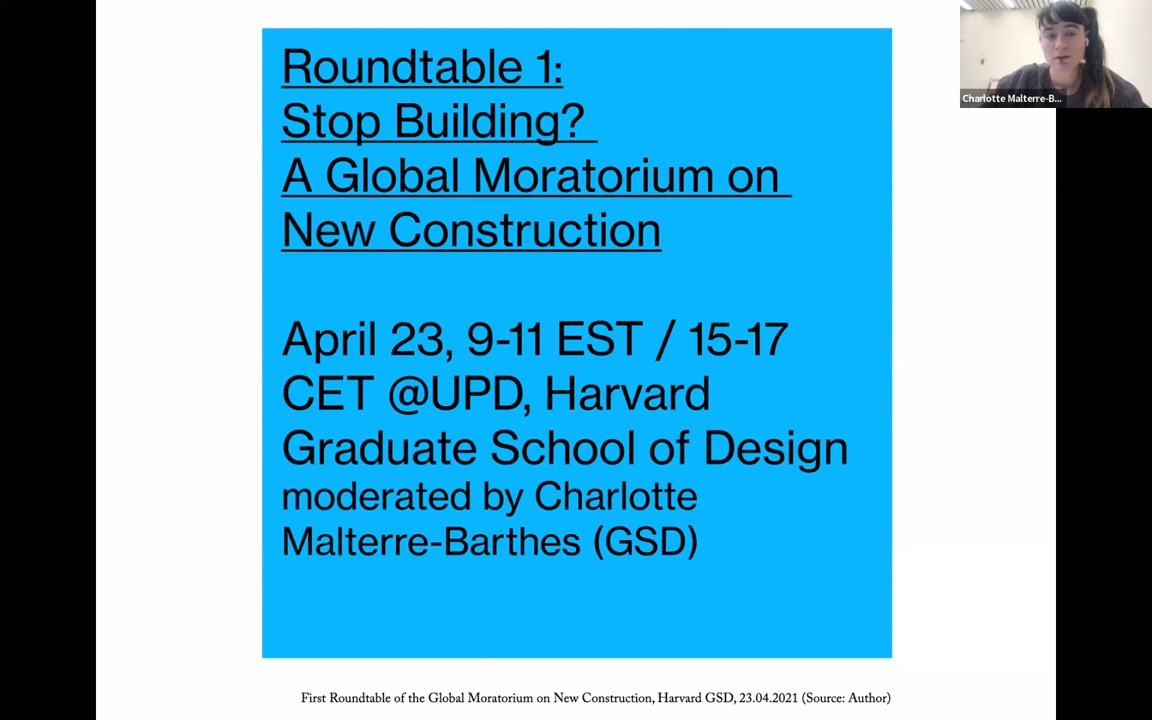 Roundtable 1:
Stop Building?
A Global Moratorium on
New Construction
April 23, 9-11 EST / 15-17
CET @UPD, Harvard
Graduate School of Design
moderated by Charlotte
Malterre-Barthes (GSD)
First Roundtable of the Global Moratorium on New Construction, Harvard GSD, 23.04.2021 (Source: Author)
Charlotte Malterre-B...